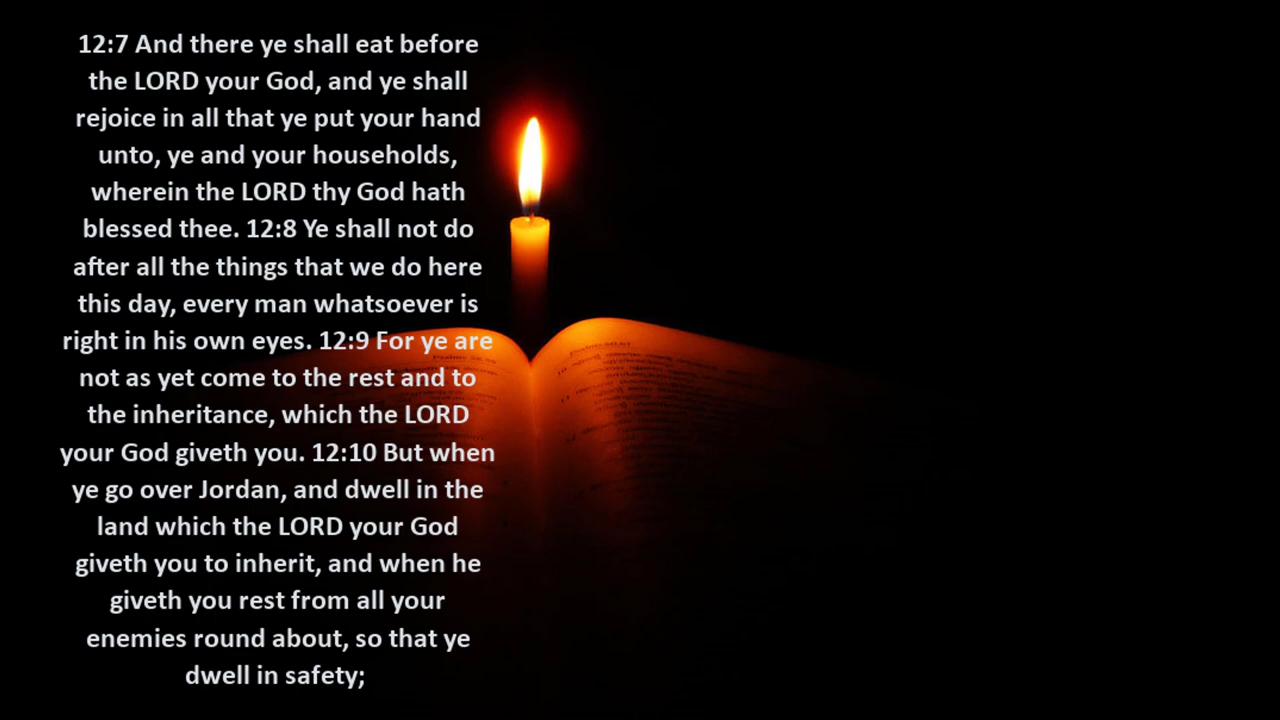 12:7 And there ye shall eat before
the LORD your God, and ye shall
rejoice in all that ye put your hand
unto, ye and your households,
wherein the LORD thy God hath
blessed thee. 12:8 Ye shall not do
after all the things that we do here
this day, every man whatsoever is
right in his own eyes. 12:9 For ye are
not as yet come to the rest and to
the inheritance, which the LORD
your God giveth you. 12:10 But when
ye go over Jordan, and dwell in the
land which the LORD your God
giveth you to inherit, and when he
giveth you rest from all your
enemies round about, so that ye
dwell in safety;